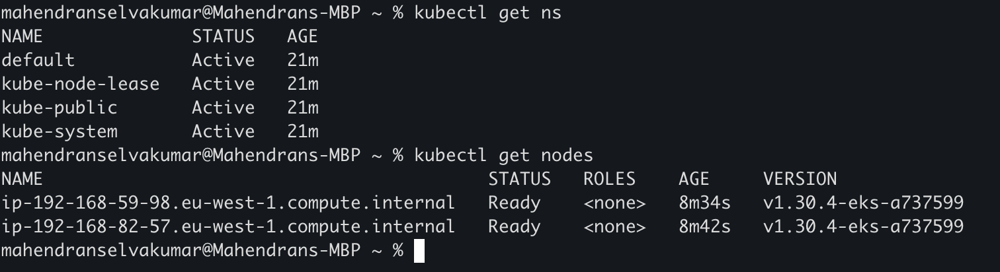 mahendranselvakumar@Mahendrans-MBP ~ % kubectl get ns
NAME              STATUS   AGE
default           Active   21m
kube-node-lease   Active   21m
kube-public       Active   21m
kube-system       Active   21m
mahendranselvakumar@Mahendrans-MBP ~ % kubectl get nodes
NAME                                          STATUS   ROLES    AGE     VERSION
ip-192-168-59-98.eu-west-1.compute.internal   Ready    <none>   8m34s   v1.30.4-eks-a737599
ip-192-168-82-57.eu-west-1.compute.internal   Ready    <none>   8m42s   v1.30.4-eks-a737599
mahendranselvakumar@Mahendrans-MBP ~ %